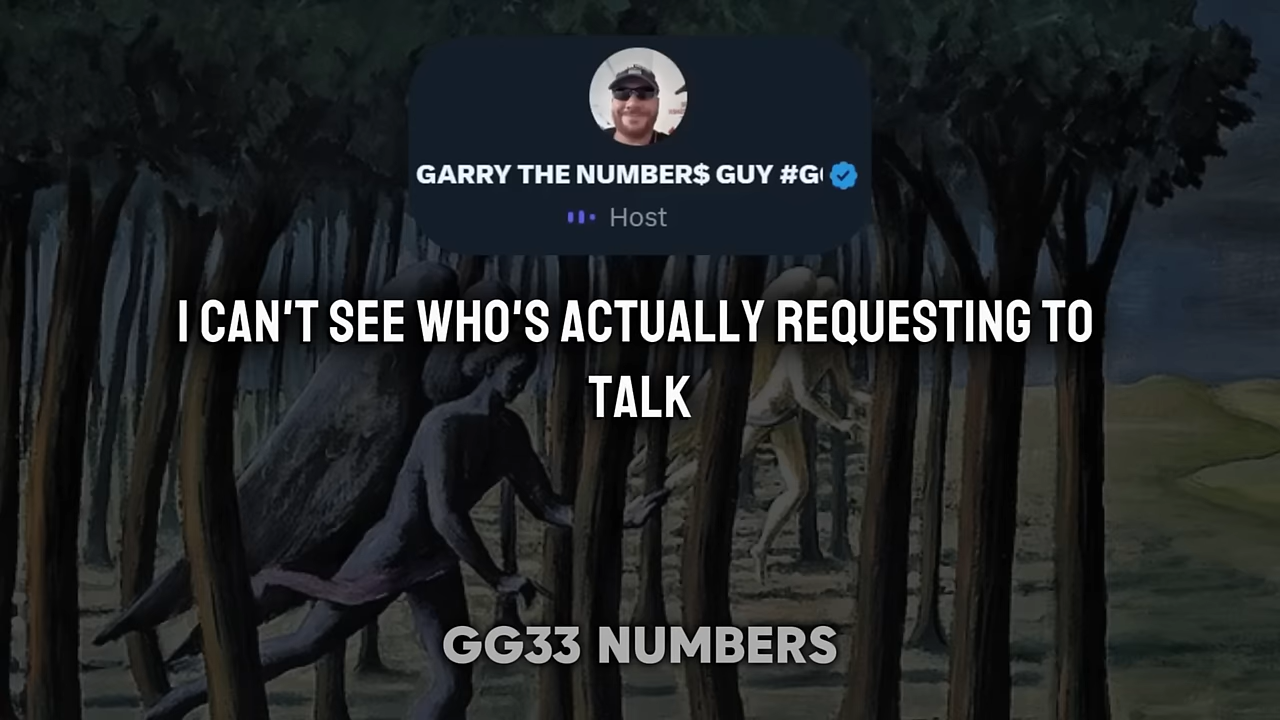 GARRY THE NUMBER$ GUY #G
Host
I CAN'T SEE WHO'S ACTUALLY REQUESTING TO
TALK
GG33 NUMBERS